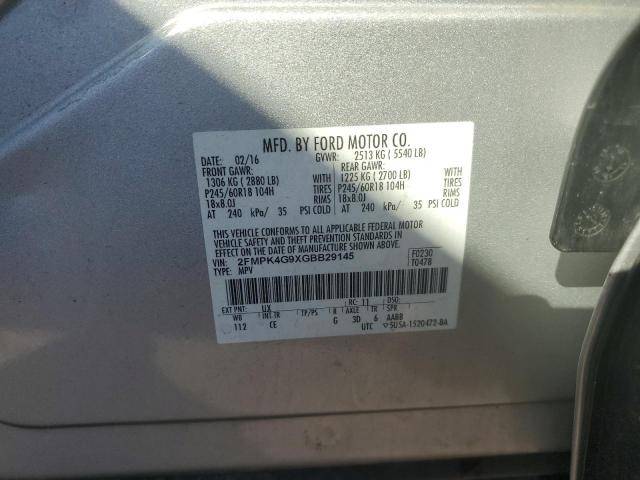 MFD. BY FORD MOTOR CO.
DATE: 02/16 GVWR: 2513 KG ( 5540 LB)
FRONT GAWR: REAR GAWR:
1306 KG ( 2880 LB) WITH 1225 KG ( 2700 LB) WITH
P245/60R18 104H TIRES P245/60R18 104H TIRES
18x8.0J RIMS 18x8.0J RIMS
AT 240 kPa/ 35 PSI COLD AT 240 kPa/ 35 PSI COLD
THIS VEHICLE CONFORMS TO ALL APPLICABLE FEDERAL MOTOR
VEHICLE SAFETY, BUMPER, AND THEFT PREVENTION STANDARDS IN
EFFECT ON THE DATE OF MANUFACTURE SHOWN ABOVE.
VIN: 2FMPK4G9XGBB29145 F0230
TYPE: MPV T0478
EXT PNT: UX RC: 11 DSO:
WB INT TR TP/PS R AXLE TR SPR
112 CE G 3D 6 AABB
UTC 5U5A-1520472-BA